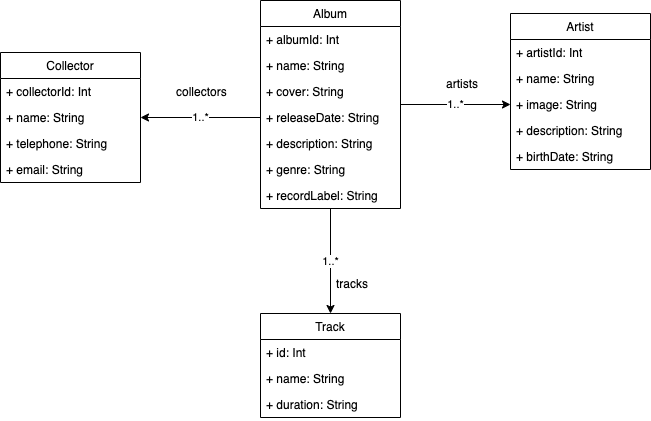 Album
+ albumId: Int
+ name: String
+ cover: String
+ releaseDate: String
+ description: String
+ genre: String
+ recordLabel: String
Collector
+ collectorId: Int
+ name: String
+ telephone: String
+ email: String
collectors
1..*
artists
1..*
Artist
+ artistId: Int
+ name: String
+ image: String
+ description: String
+ birthDate: String
1..*
tracks
Track
+ id: Int
+ name: String
+ duration: String